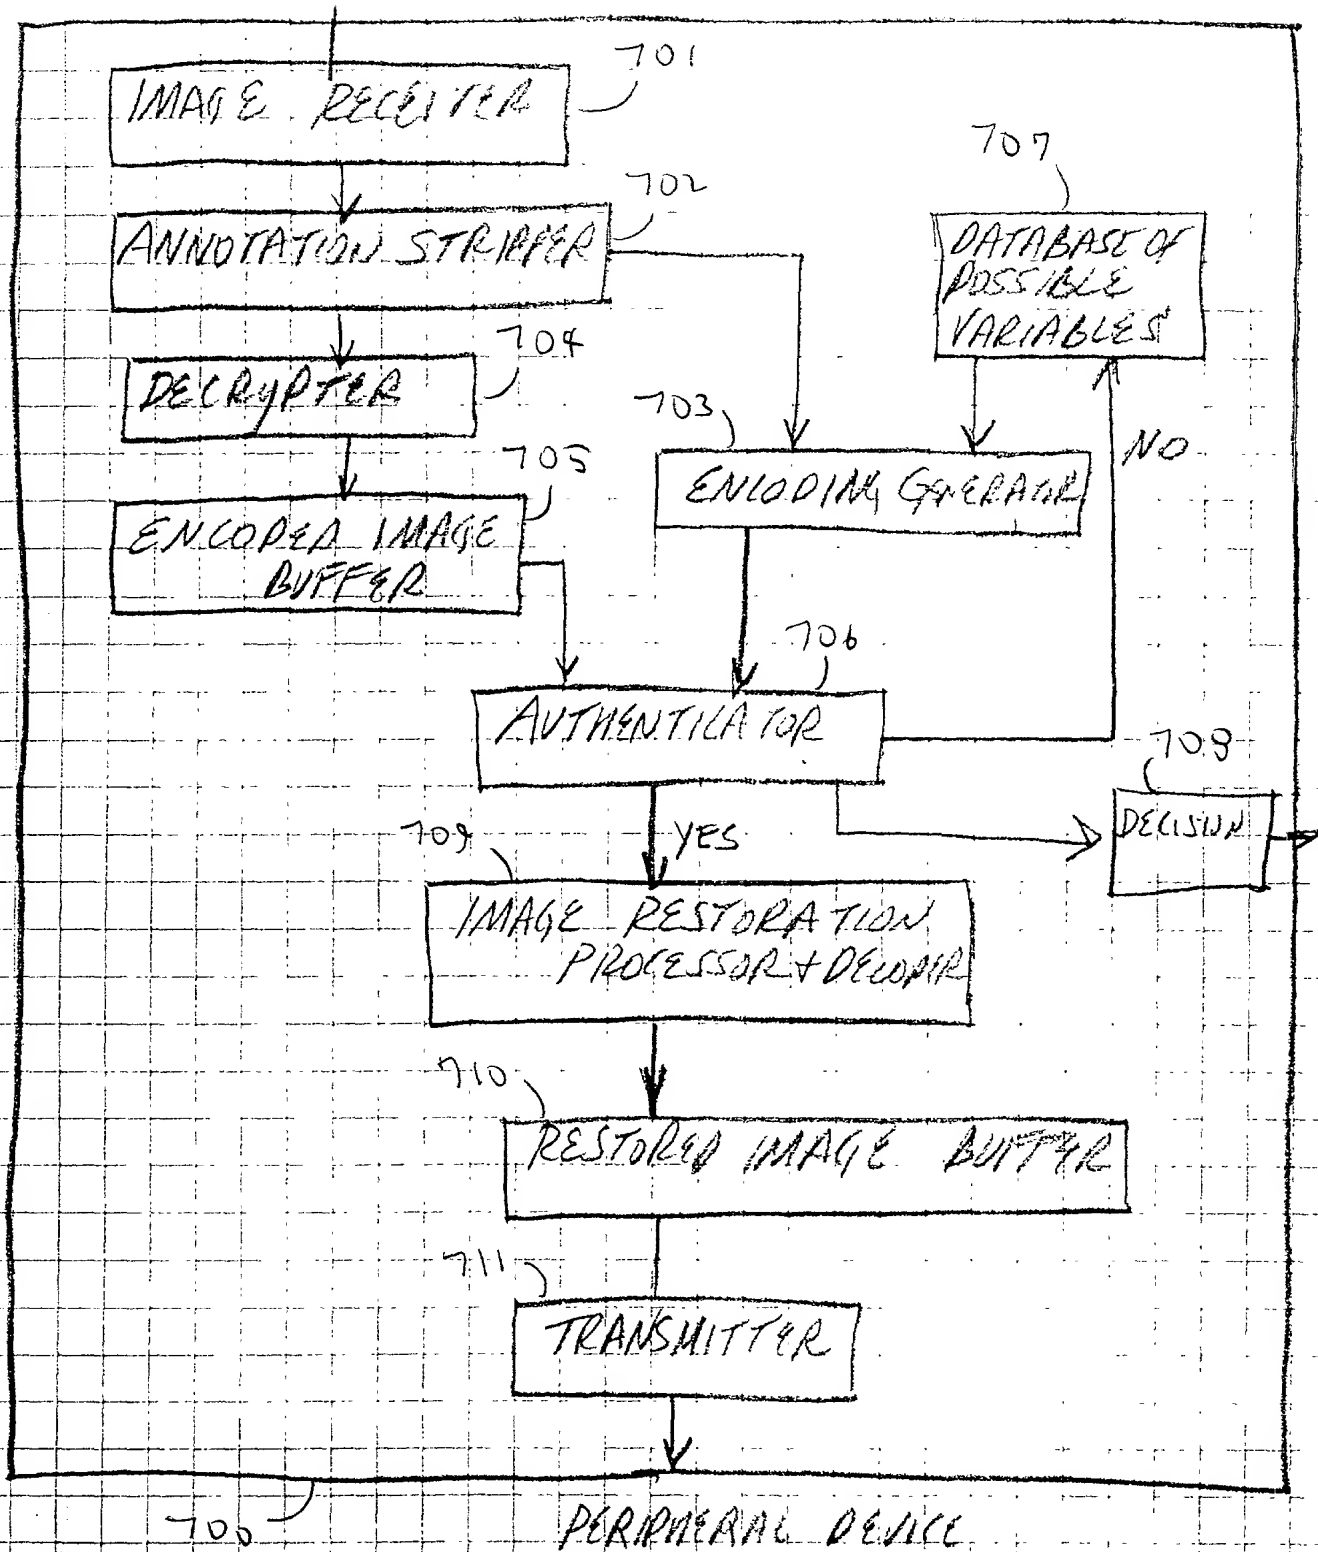 701
IMAGE RECEIVER
702
ANNOTATION STRIPPER
707
DATABASE OF
POSSIBLE
VARIABLES
704
DECRYPTER
703
ENCODING GENERATOR
NO
705
ENCODED IMAGE
BUFFER
706
AUTHENTICATOR
708
DECISION
YES
709
IMAGE RESTORATION
PROCESSOR + DECODER
710
RESTORED IMAGE BUFFER
711
TRANSMITTER
700
PERIPHERAL DEVICE